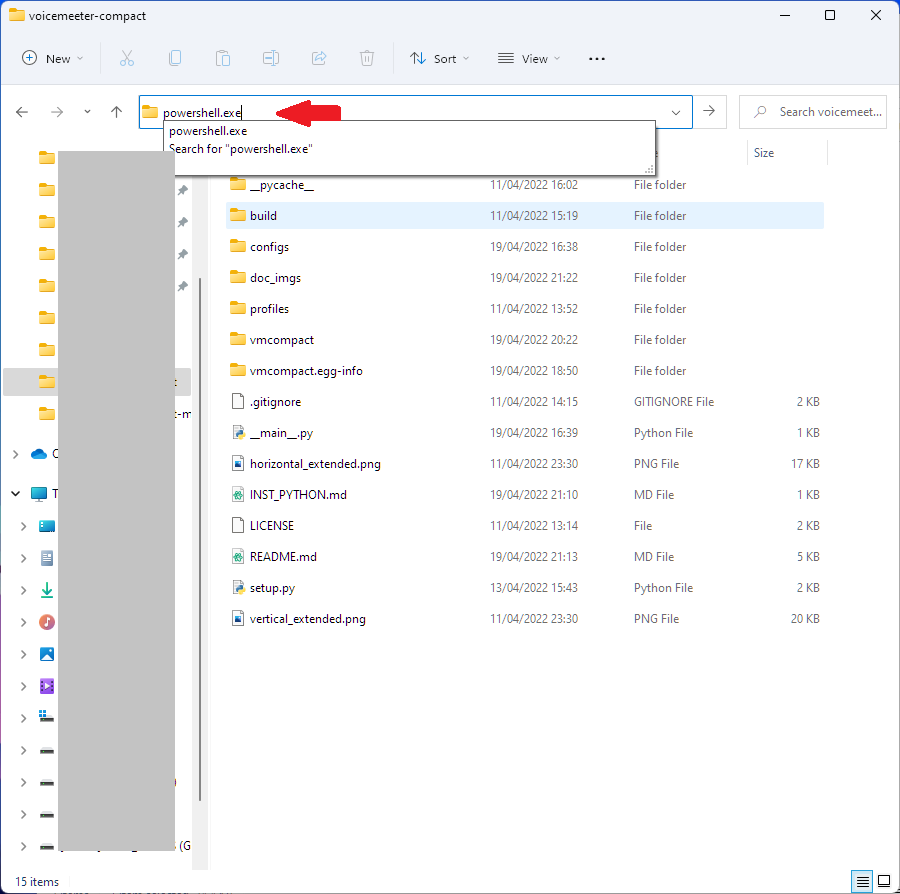 voicemeeter-compact
New Sort View
powershell.exe Search voicemeet...
powershell.exe
Search for "powershell.exe"
Size
__pycache__ 11/04/2022 16:02 File folder
build 11/04/2022 15:19 File folder
configs 19/04/2022 16:38 File folder
doc_imgs 19/04/2022 21:22 File folder
profiles 11/04/2022 13:52 File folder
vmcompact 19/04/2022 20:22 File folder
vmcompact.egg-info 19/04/2022 18:50 File folder
.gitignore 11/04/2022 14:15 GITIGNORE File 2 KB
__main__.py 19/04/2022 16:39 Python File 1 KB
horizontal_extended.png 11/04/2022 23:30 PNG File 17 KB
INST_PYTHON.md 19/04/2022 21:10 MD File 1 KB
LICENSE 11/04/2022 13:14 File 2 KB
README.md 19/04/2022 21:13 MD File 5 KB
setup.py 13/04/2022 15:43 Python File 2 KB
vertical_extended.png 11/04/2022 23:30 PNG File 20 KB
15 items